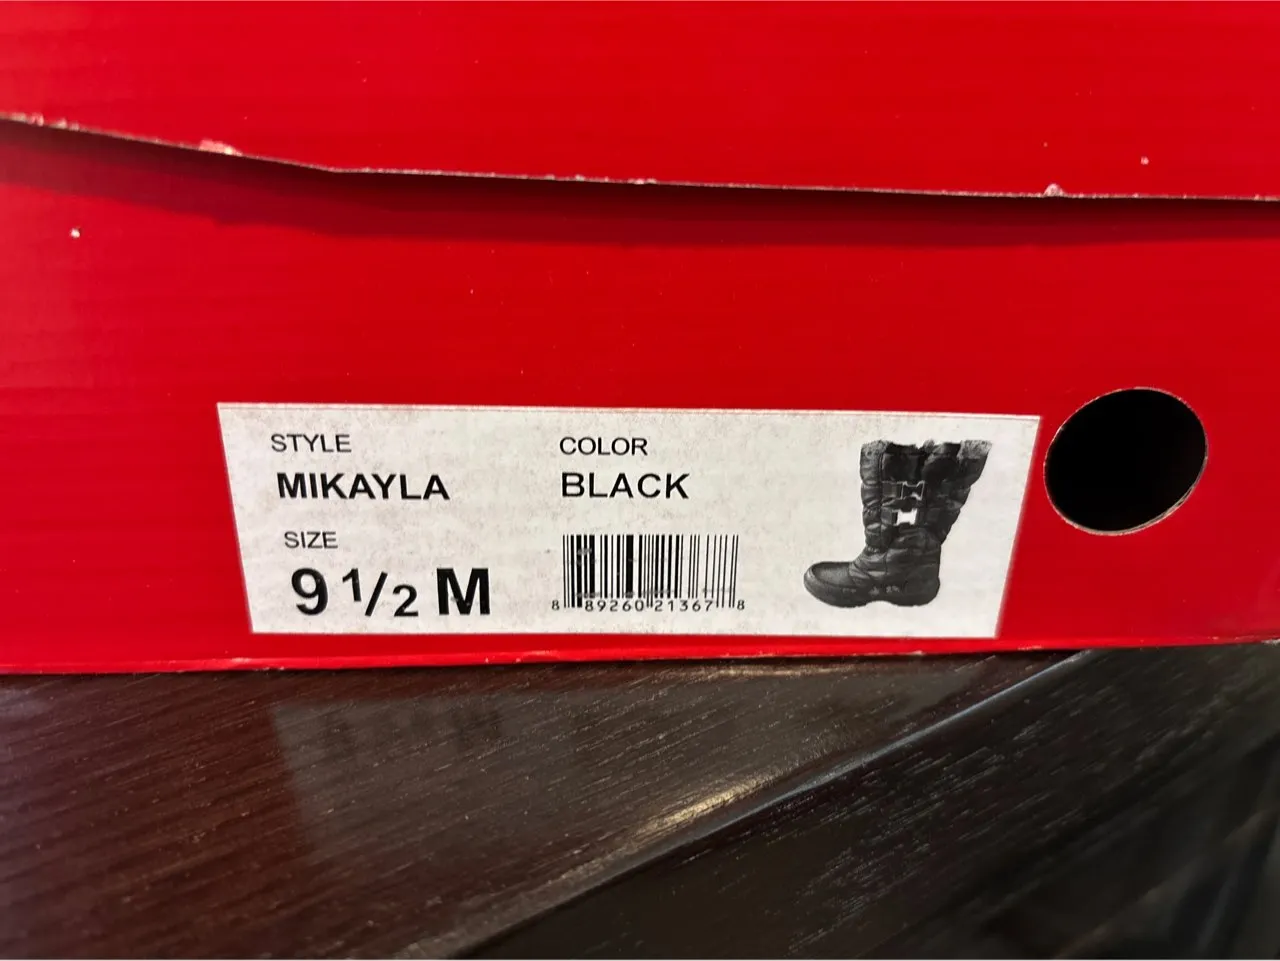 STYLE
MIKAYLA
COLOR
BLACK
SIZE
9 1/2 M
8 89260 21367 8